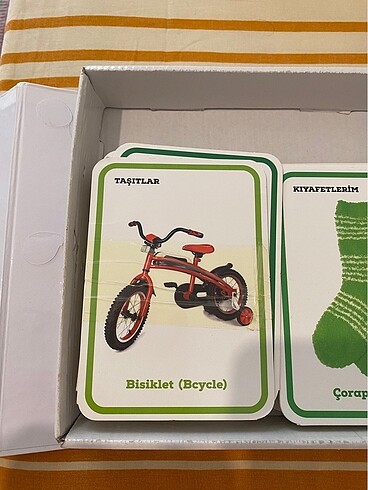 TAŞITLAR
Bisiklet (Bcycle)
KIYAFETLERİM
Çorap